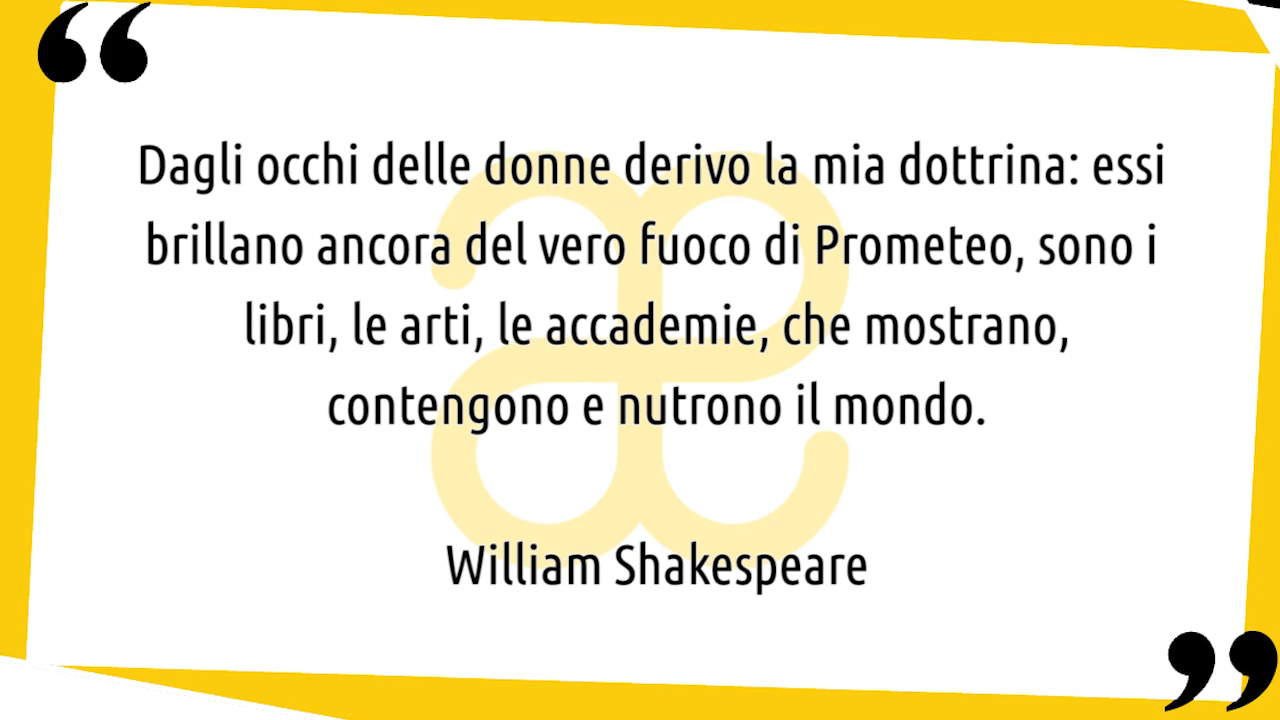 Dagli occhi delle donne derivo la mia dottrina: essi
brillano ancora del vero fuoco di Prometeo, sono i
libri, le arti, le accademie, che mostrano,
contengono e nutrono il mondo.
William Shakespeare